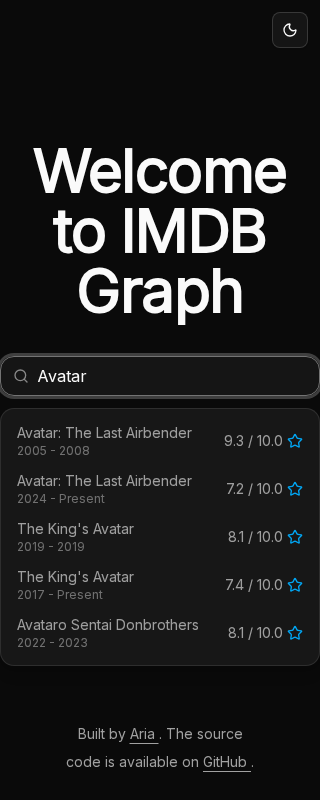 Welcome
to IMDB
Graph
Avatar
Avatar: The Last Airbender
2005 - 2008
9.3 / 10.0
Avatar: The Last Airbender
2024 - Present
7.2 / 10.0
The King's Avatar
2019 - 2019
8.1 / 10.0
The King's Avatar
2017 - Present
7.4 / 10.0
Avataro Sentai Donbrothers
2022 - 2023
8.1 / 10.0
Built by Aria . The source
code is available on GitHub .